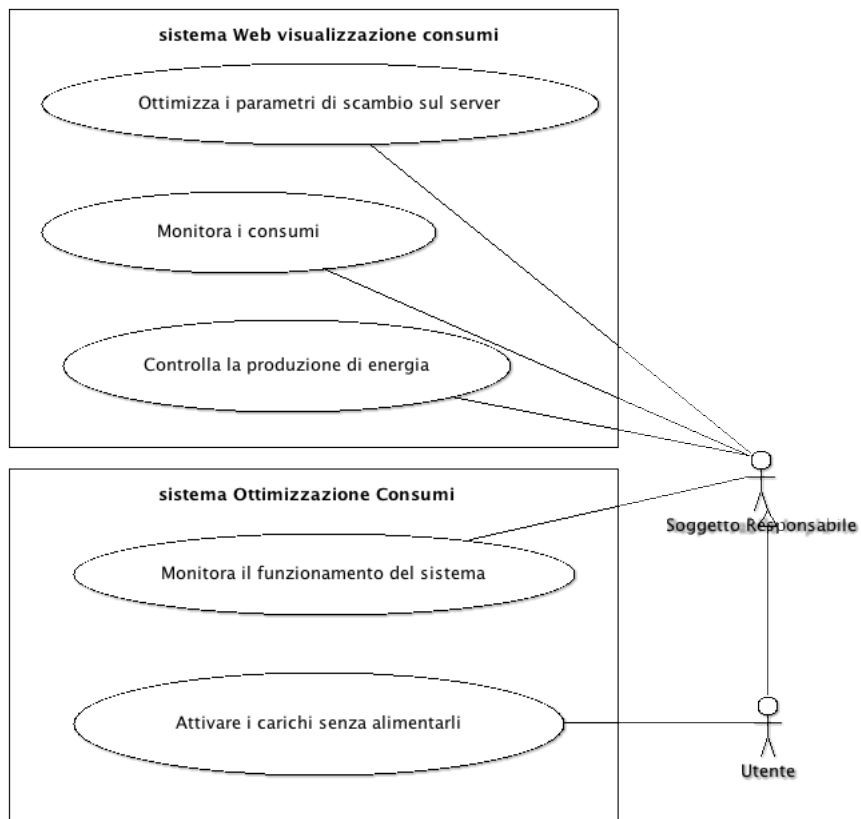 sistema Web visualizzazione consumi
Ottimizza i parametri di scambio sul server
Monitora i consumi
Controlla la produzione di energia
sistema Ottimizzazione Consumi
Soggetto Responsabile
Monitora il funzionamento del sistema
Attivare i carichi senza alimentarli
Utente